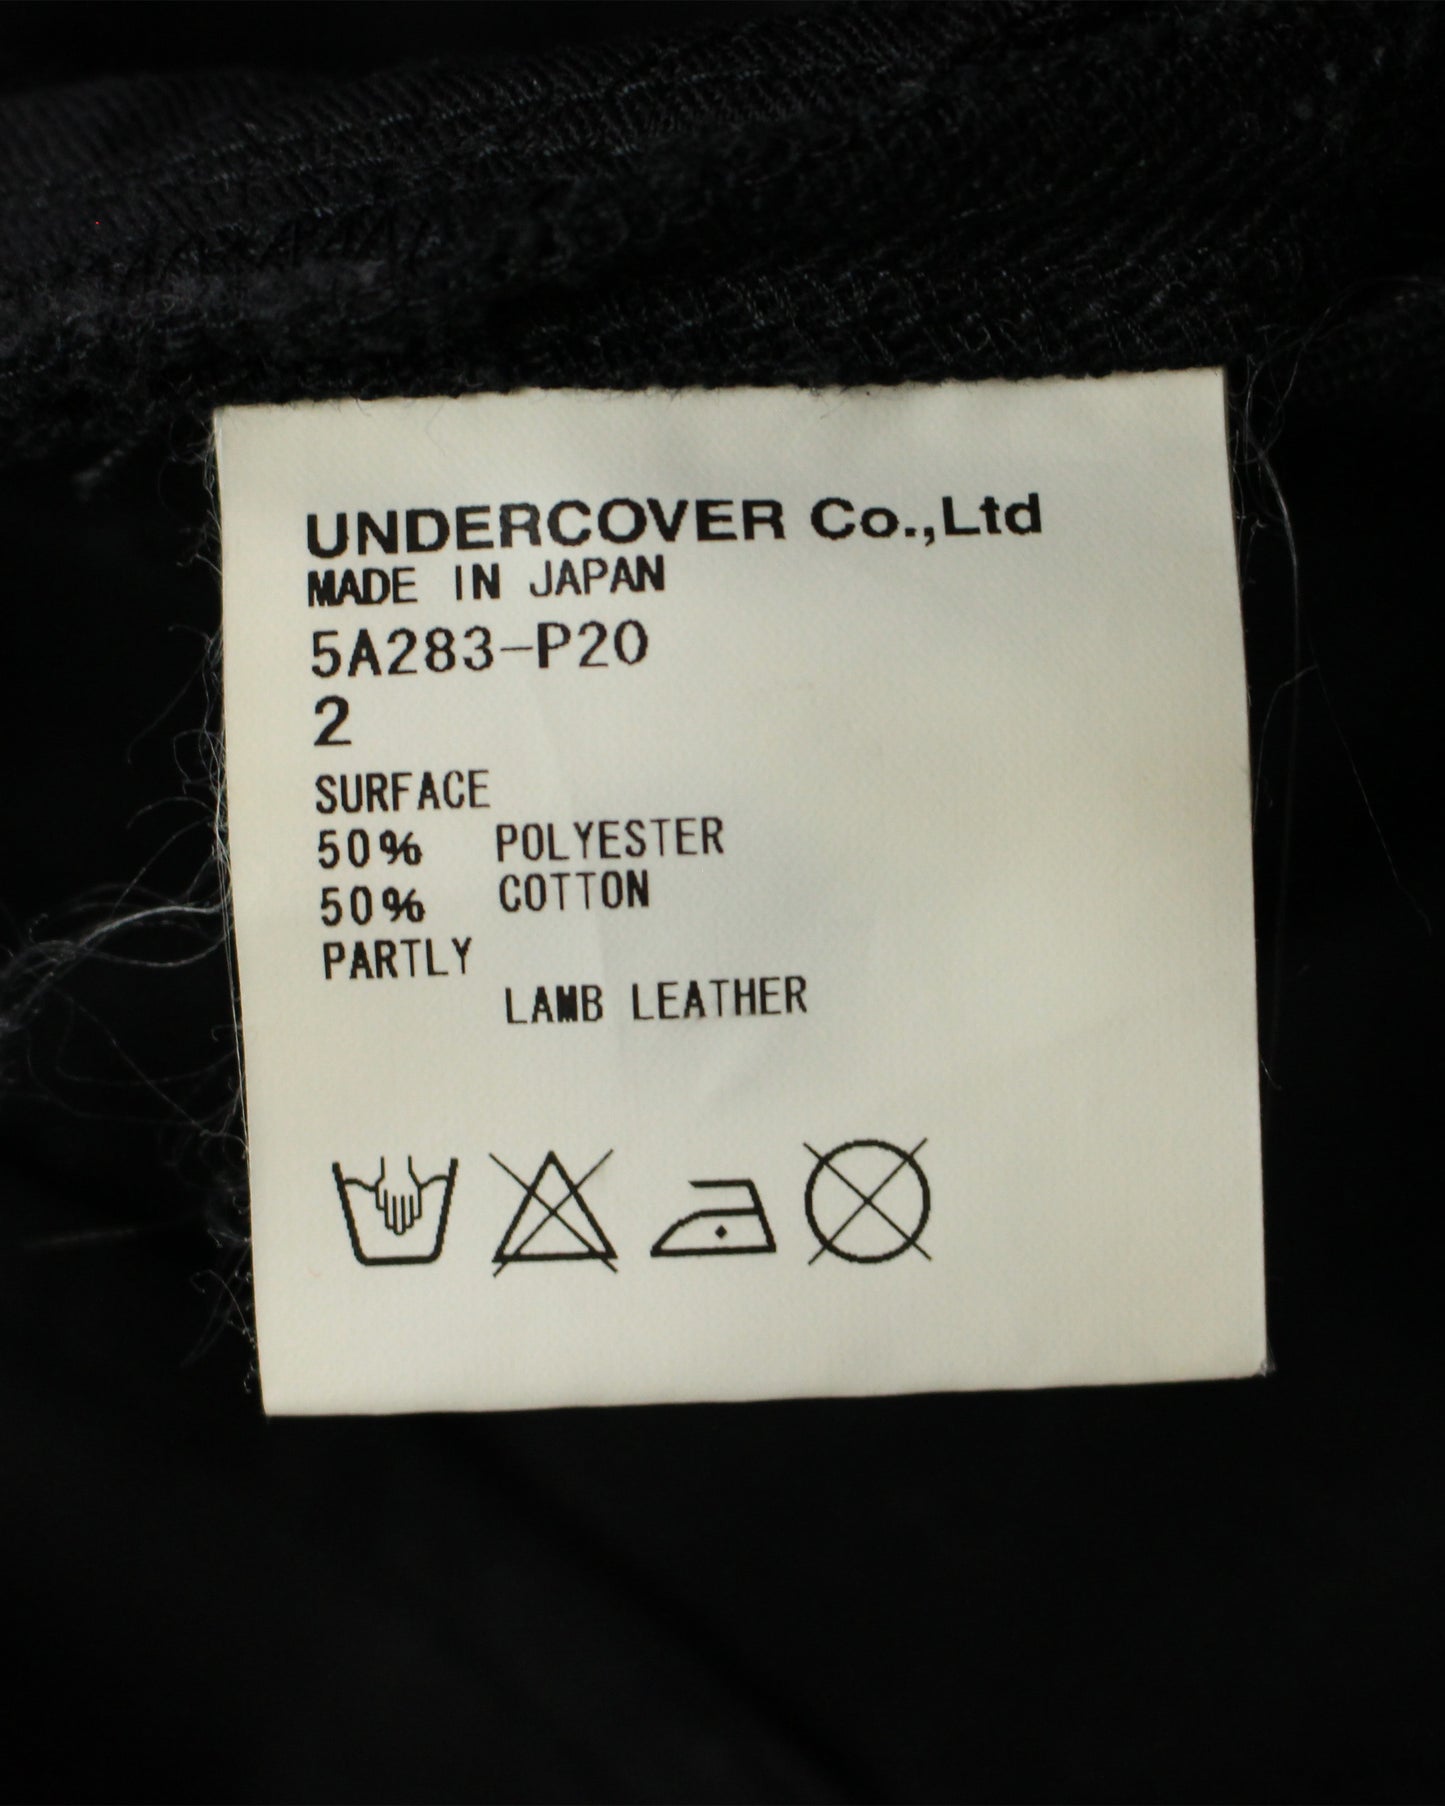 UNDERCOVER Co.,Ltd
MADE IN JAPAN
5A283-P20
2
SURFACE
50% POLYESTER
50% COTTON
PARTLY
LAMB LEATHER